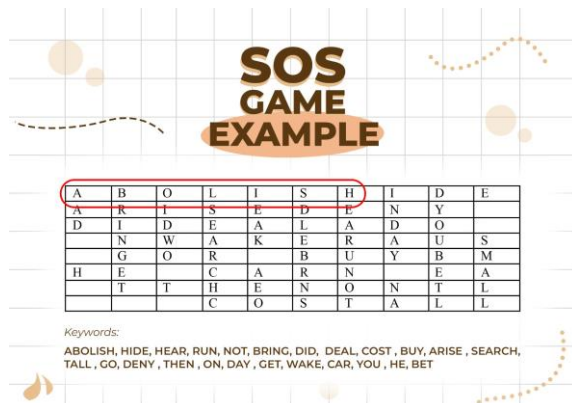 SOS
GAME
EXAMPLE
A B O L I S H I D E
A R I S E D E N Y
D I D E A L A D O
N W A K E R A U S
G O R B U Y B M
H E C A R N E A
T T H E N O N T L
C O S T A L L
Keywords:
ABOLISH, HIDE, HEAR, RUN, NOT, BRING, DID, DEAL, COST , BUY, ARISE , SEARCH,
TALL , GO, DENY , THEN , ON, DAY , GET, WAKE, CAR, YOU , HE, BET